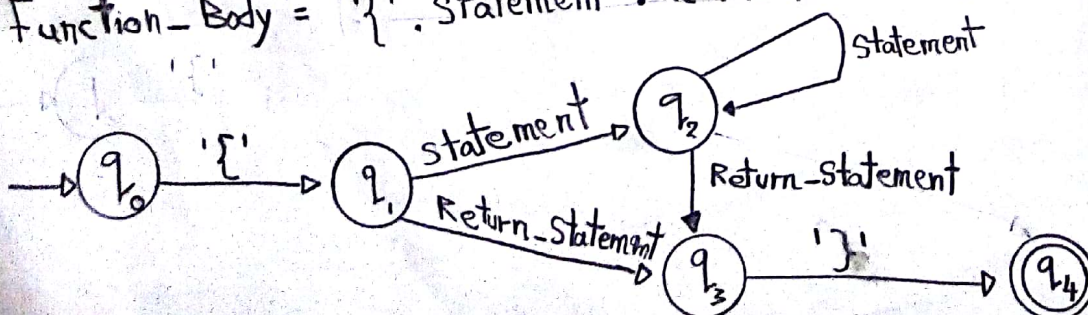 Function_Body = '{' . Statement
Statement
q₀ '{' q₁ statement q₂
Return_Statement
Return_Statement
q₃ '}' q₄